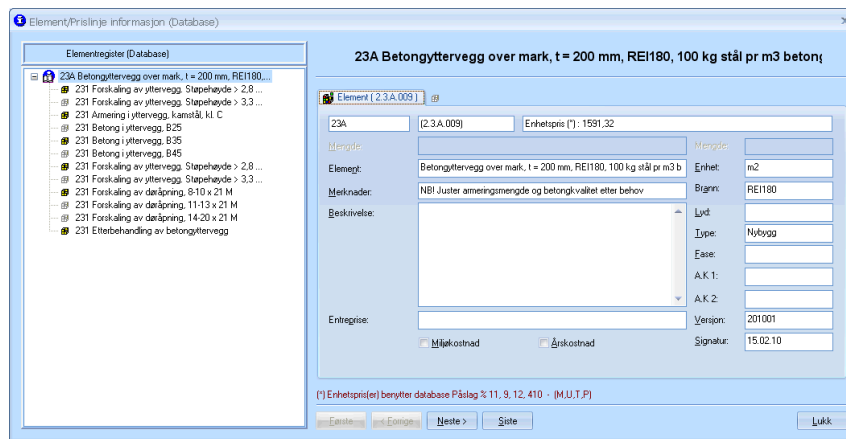 Element/Prislinje informasjon (Database)
Elementregister (Database)
23A Betongyttervegg over mark, t = 200 mm, REI180,...
231 Forskaling av yttervegg. Støpehøyde > 2,8 ...
231 Forskaling av yttervegg. Støpehøyde > 3,3 ...
231 Armering i yttervegg, kamstål, kl. C
231 Betong i yttervegg, B25
231 Betong i yttervegg, B35
231 Betong i yttervegg, B45
231 Forskaling av yttervegg. Støpehøyde > 2,8 ...
231 Forskaling av yttervegg. Støpehøyde > 3,3 ...
231 Forskaling av døråpning, 8-10 x 21 M
231 Forskaling av døråpning, 11-13 x 21 M
231 Forskaling av døråpning, 14-20 x 21 M
231 Etterbehandling av betongyttervegg
23A Betongyttervegg over mark, t = 200 mm, REI180, 100 kg stål pr m3 betong
Element ( 2.3.A.009 )
23A (2.3.A.009) Enhetspris (*) : 1591,32
Mengde: Mengde:
Element: Betongyttervegg over mark, t = 200 mm, REI180, 100 kg stål pr m3 b Enhet: m2
Merknader: NB! Juster armeringsmengde og betongkvalitet etter behov Brann: REI180
Beskrivelse: Lyd:
Type: Nybygg
Fase:
A.K 1:
A.K 2:
Entreprise: Versjon: 201001
Miljøkostnad Årskostnad Signatur: 15.02.10
(*) Enhetspris(er) benytter database Påslag % 11, 9, 12, 410 - (M,U,T,P)
Første < Forrige Neste > Siste Lukk